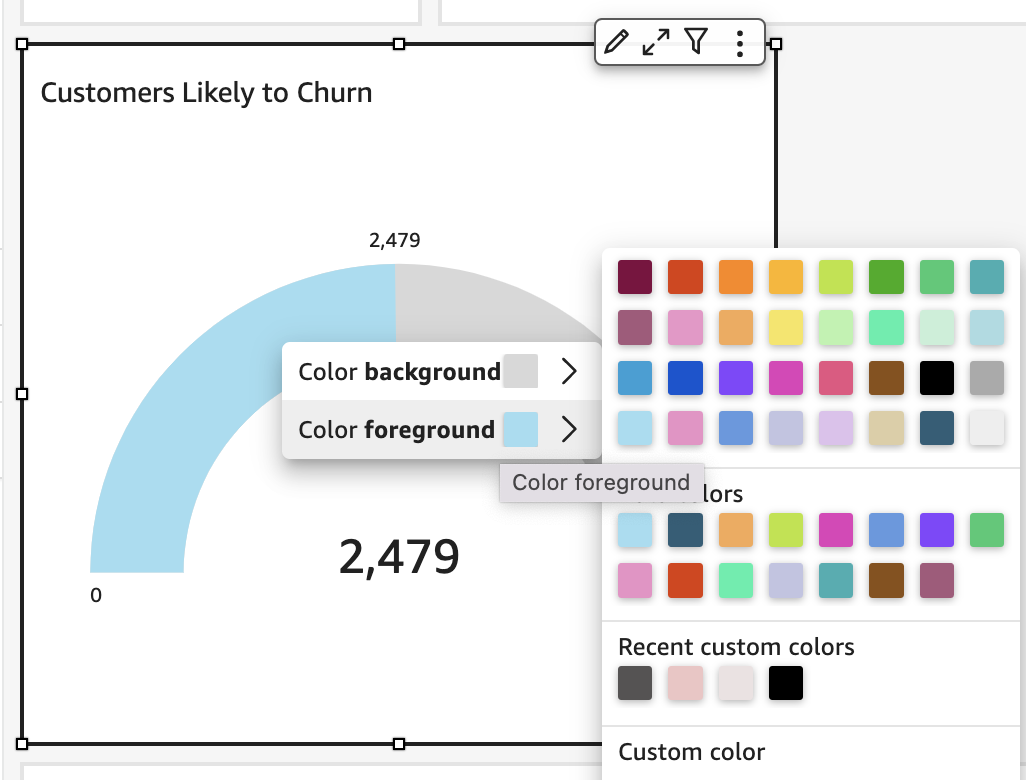 Customers Likely to Churn
2,479
Color background
Color foreground
Color foreground
lors
2,479
0
Recent custom colors
Custom color